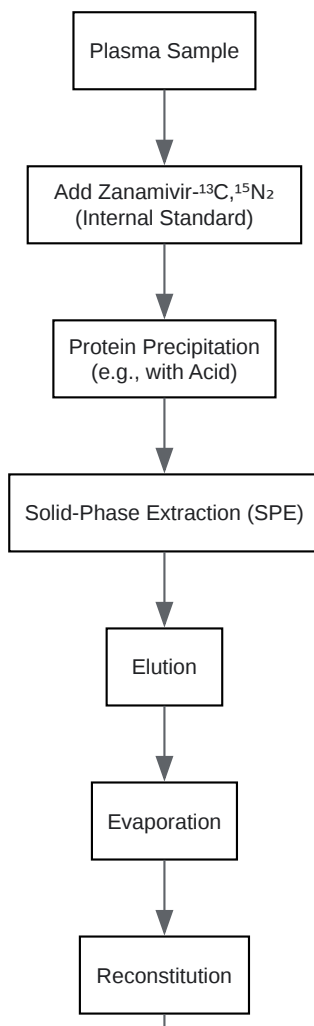 Plasma Sample
Add Zanamivir-¹³C,¹⁵N₂
(Internal Standard)
Protein Precipitation
(e.g., with Acid)
Solid-Phase Extraction (SPE)
Elution
Evaporation
Reconstitution